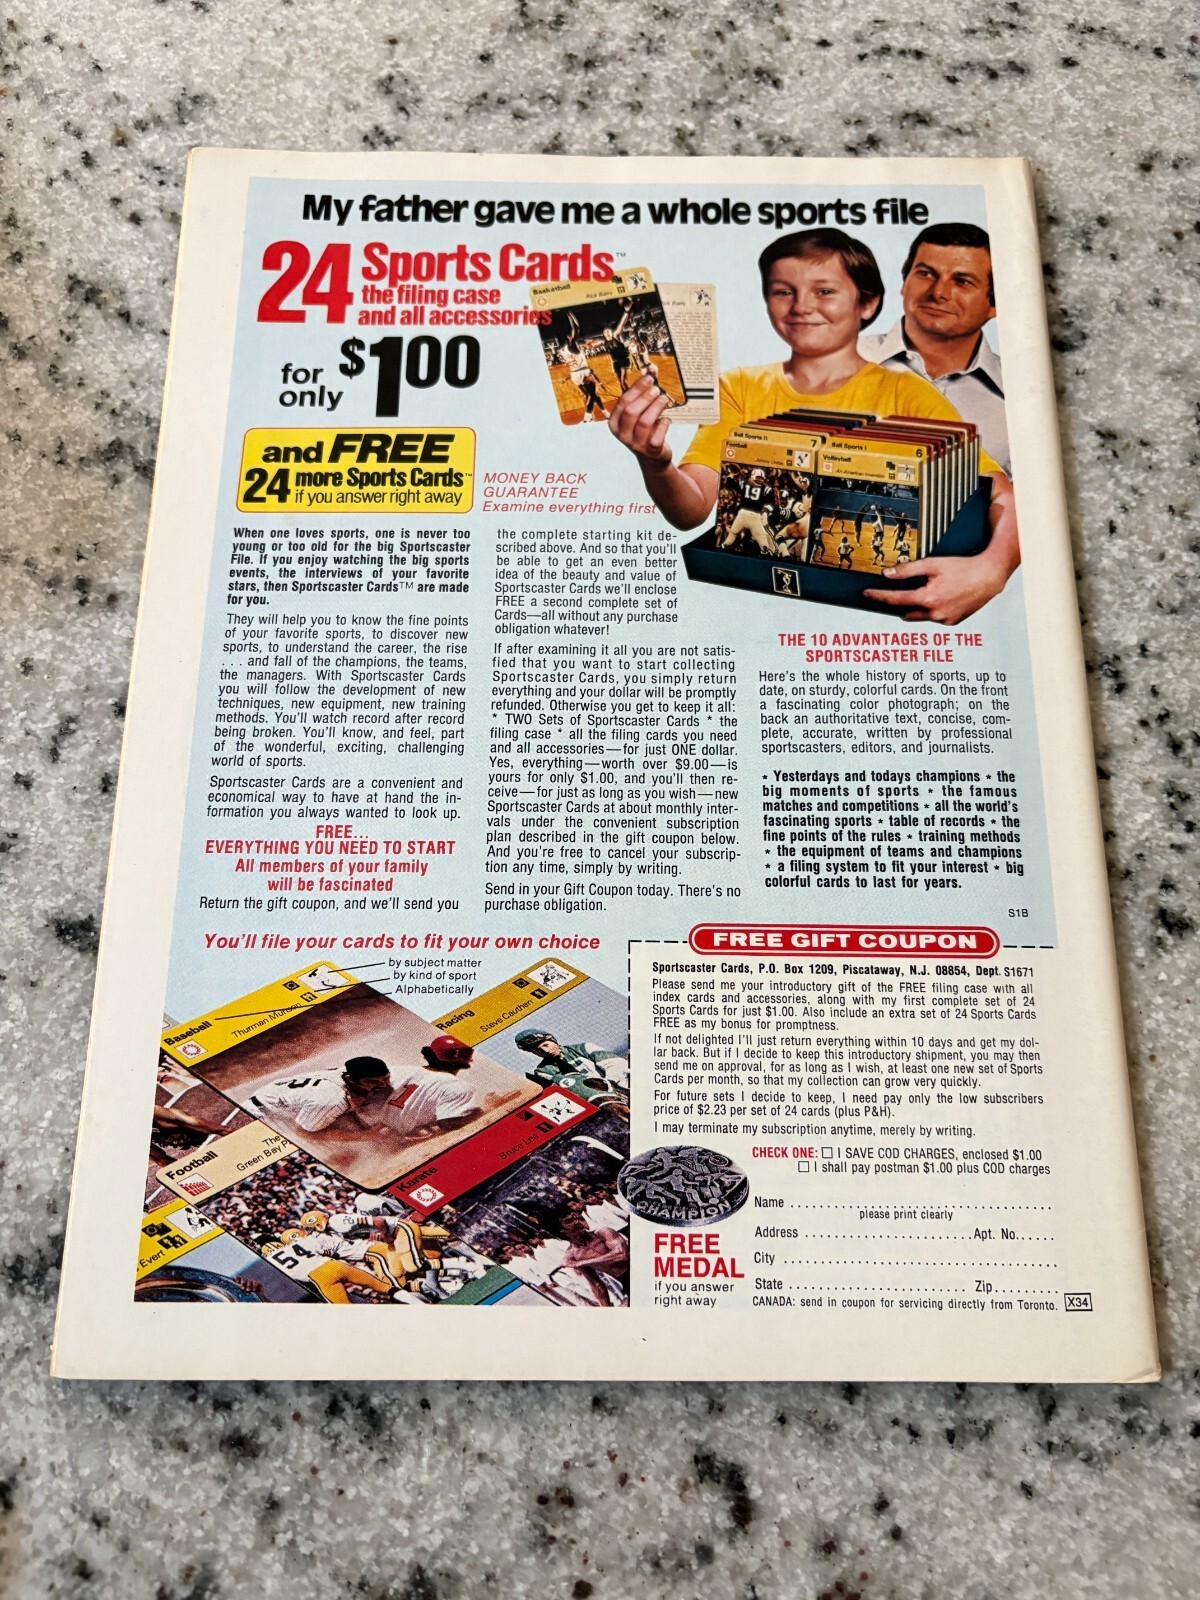 My father gave me a whole sports file
24 Sports Cards™
the filing case
and all accessories
for only $1.00
and FREE
24 more Sports Cards™
if you answer right away
MONEY BACK
GUARANTEE
Examine everything first
Basketball
Rick Barry
Ball Sports II
7
Ball Sports I
6
Football
Johnny Unitas
Volleyball
An American Invention
19
When one loves sports, one is never too
young or too old for the big Sportscaster
File. If you enjoy watching the big sports
events, the interviews of your favorite
stars, then Sportscaster Cards™ are made
for you.
They will help you to know the fine points
of your favorite sports, to discover new
sports, to understand the career, the rise
. . . and fall of the champions, the teams,
the managers. With Sportscaster Cards
you will follow the development of new
techniques, new equipment, new training
methods. You'll watch record after record
being broken. You'll know, and feel, part
of the wonderful, exciting, challenging
world of sports.
Sportscaster Cards are a convenient and
economical way to have at hand the in-
formation you always wanted to look up.
FREE...
EVERYTHING YOU NEED TO START
All members of your family
will be fascinated
Return the gift coupon, and we'll send you
the complete starting kit de-
scribed above. And so that you'll
be able to get an even better
idea of the beauty and value of
Sportscaster Cards we'll enclose
FREE a second complete set of
Cards—all without any purchase
obligation whatever!
If after examining it all you are not satis-
fied that you want to start collecting
Sportscaster Cards, you simply return
everything and your dollar will be promptly
refunded. Otherwise you get to keep it all:
* TWO Sets of Sportscaster Cards * the
filing case * all the filing cards you need
and all accessories—for just ONE dollar.
Yes, everything—worth over $9.00—is
yours for only $1.00, and you'll then re-
ceive—for just as long as you wish—new
Sportscaster Cards at about monthly inter-
vals under the convenient subscription
plan described in the gift coupon below.
And you're free to cancel your subscrip-
tion any time, simply by writing.
Send in your Gift Coupon today. There's no
purchase obligation.
THE 10 ADVANTAGES OF THE
SPORTSCASTER FILE
Here's the whole history of sports, up to
date, on sturdy, colorful cards. On the front
a fascinating color photograph; on the
back an authoritative text, concise, com-
plete, accurate, written by professional
sportscasters, editors, and journalists.
* Yesterdays and todays champions * the
big moments of sports * the famous
matches and competitions * all the world's
fascinating sports * table of records * the
fine points of the rules * training methods
* the equipment of teams and champions
* a filing system to fit your interest * big
colorful cards to last for years.
S1B
You'll file your cards to fit your own choice
by subject matter
by kind of sport
Alphabetically
Baseball
Thurman Munson
Racing
Steve Cauthen
Football
The
Green Bay P
Karate
Bruce Lee
Evert
54
1
FREE GIFT COUPON
Sportscaster Cards, P.O. Box 1209, Piscataway, N.J. 08854, Dept. S1671
Please send me your introductory gift of the FREE filing case with all
index cards and accessories, along with my first complete set of 24
Sports Cards for just $1.00. Also include an extra set of 24 Sports Cards
FREE as my bonus for promptness.
If not delighted I'll just return everything within 10 days and get my dol-
lar back. But if I decide to keep this introductory shipment, you may then
send me on approval, for as long as I wish, at least one new set of Sports
Cards per month, so that my collection can grow very quickly.
For future sets I decide to keep, I need pay only the low subscribers
price of $2.23 per set of 24 cards (plus P&H).
I may terminate my subscription anytime, merely by writing.
CHECK ONE: ☐ I SAVE COD CHARGES, enclosed $1.00
☐ I shall pay postman $1.00 plus COD charges
CHAMPION
FREE
MEDAL
if you answer
right away
Name
please print clearly
Address Apt. No.
City
State Zip
CANADA: send in coupon for servicing directly from Toronto. X34